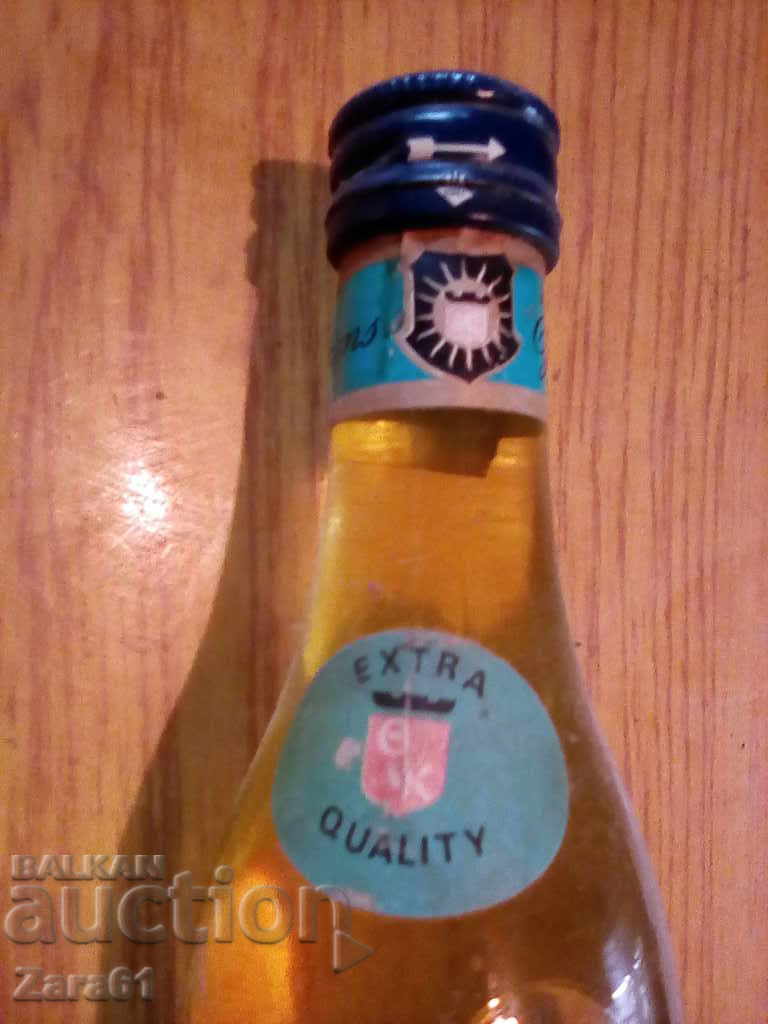 EXTRA
E
K
QUALITY
BALKAN
auction
Zara61